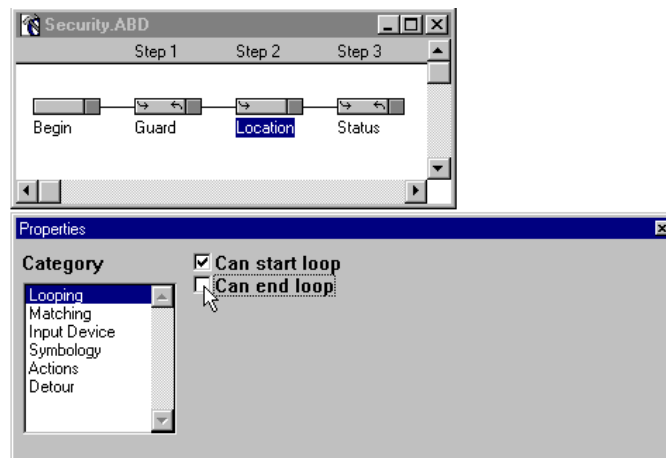 Security.ABD
Step 1 Step 2 Step 3
Begin Guard Location Status
Properties
Category
Can start loop
Can end loop
Looping
Matching
Input Device
Symbology
Actions
Detour